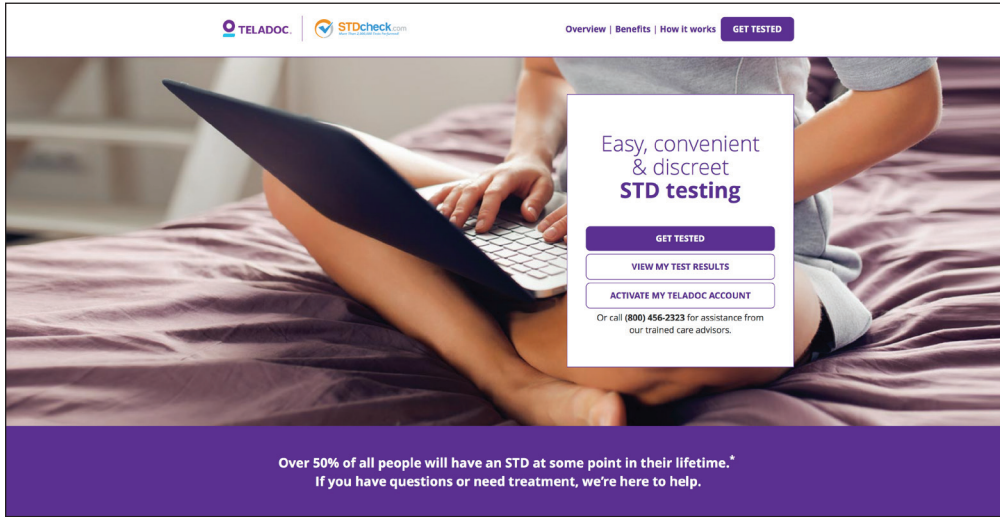 TELADOC.
STDcheck.com
Overview | Benefits | How it works
GET TESTED
Easy, convenient
& discreet
STD testing
GET TESTED
VIEW MY TEST RESULTS
ACTIVATE MY TELADOC ACCOUNT
Or call (800) 456-2323 for assistance from
our trained care advisors.
Over 50% of all people will have an STD at some point in their lifetime.*
If you have questions or need treatment, we're here to help.